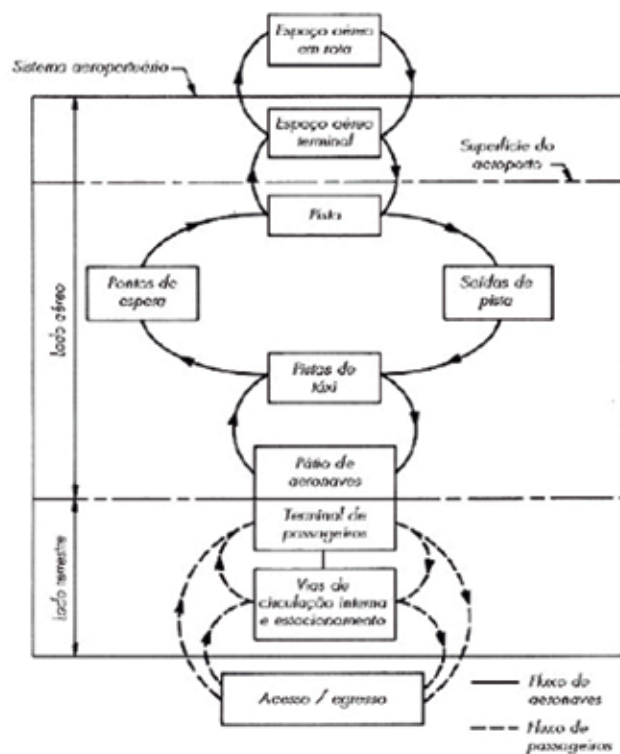 Espaço aéreo
em rota
Sistema aeroportuário
Espaço aéreo
terminal
Superfície do
aeroporto
Pista
Pontos de
espera
Saídas de
pista
Lado aéreo
Pistas de
táxi
Pátio de
aeronaves
Terminal de
passageiros
Lado terrestre
Vias de
circulação interna
e estacionamento
Acesso / egresso
Fluxo de
aeronaves
Fluxo de
passageiros